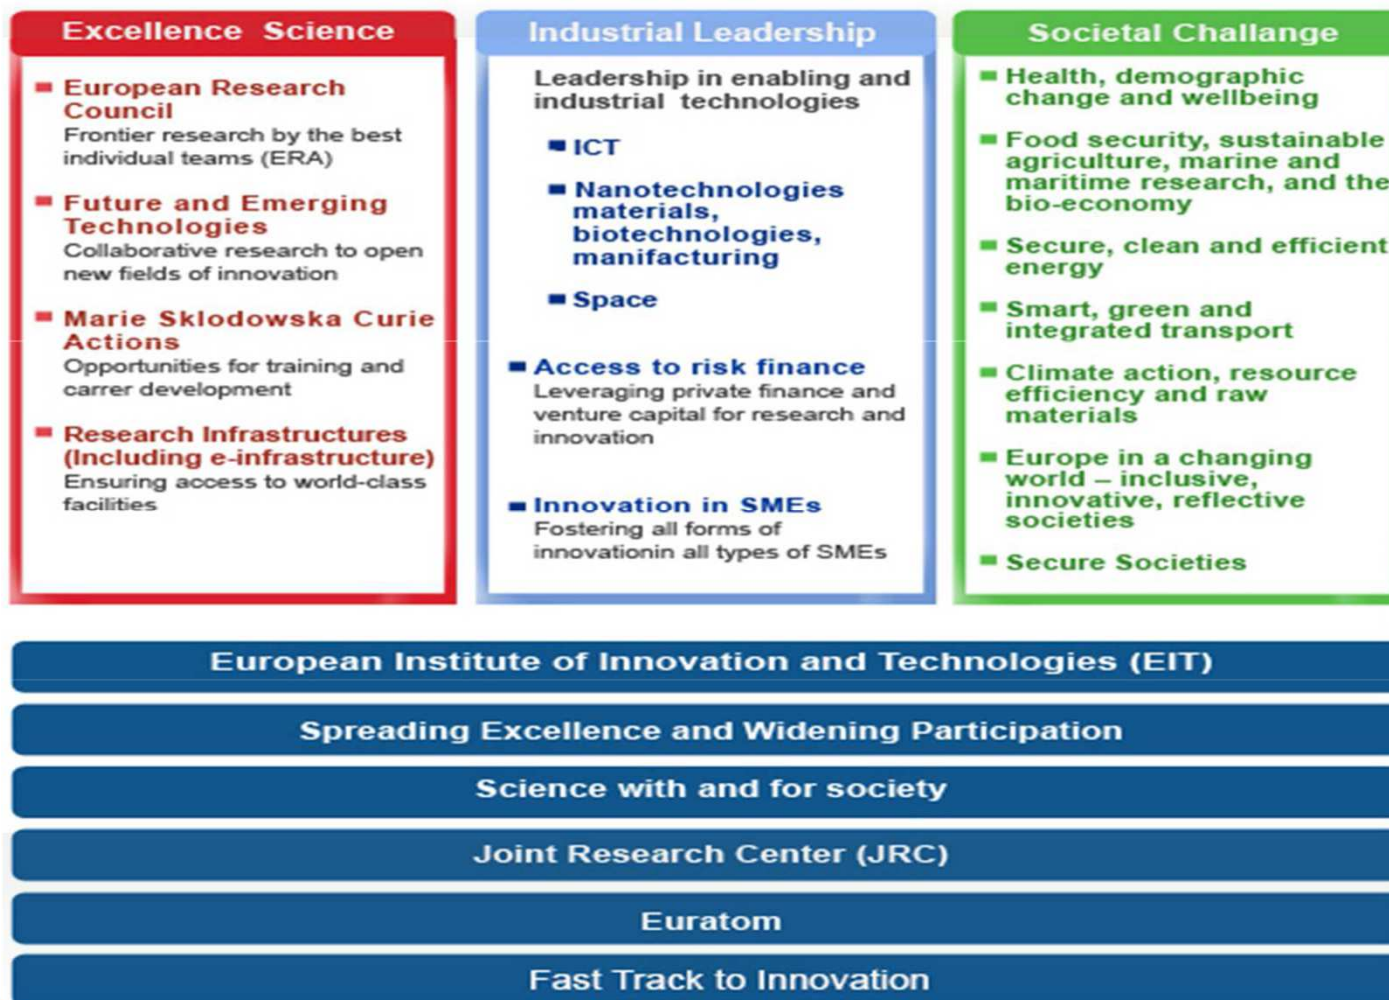 Excellence Science
European Research
Council
Frontier research by the best
individual teams (ERA)
Future and Emerging
Technologies
Collaborative research to open
new fields of innovation
Marie Sklodowska Curie
Actions
Opportunities for training and
carrer development
Research Infrastructures
(Including e-infrastructure)
Ensuring access to world-class
facilities
Industrial Leadership
Leadership in enabling and
industrial technologies
ICT
Nanotechnologies
materials,
biotechnologies,
manifacturing
Space
Access to risk finance
Leveraging private finance and
venture capital for research and
innovation
Innovation in SMEs
Fostering all forms of
innovationin all types of SMEs
Societal Challange
Health, demographic
change and wellbeing
Food security, sustainable
agriculture, marine and
maritime research, and the
bio-economy
Secure, clean and efficient
energy
Smart, green and
integrated transport
Climate action, resource
efficiency and raw
materials
Europe in a changing
world – inclusive,
innovative, reflective
societies
Secure Societies
European Institute of Innovation and Technologies (EIT)
Spreading Excellence and Widening Participation
Science with and for society
Joint Research Center (JRC)
Euratom
Fast Track to Innovation